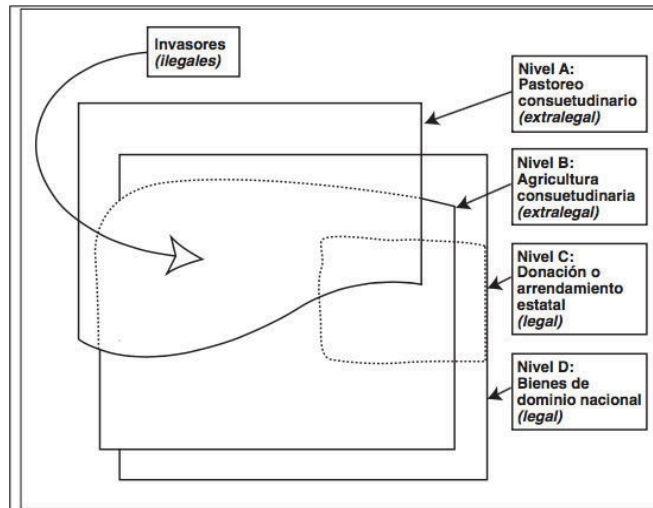 Invasores
(ilegales)
Nivel A:
Pastoreo
consuetudinario
(extralegal)
Nivel B:
Agricultura
consuetudinaria
(extralegal)
Nivel C:
Donación o
arrendamiento
estatal
(legal)
Nivel D:
Bienes de
dominio nacional
(legal)